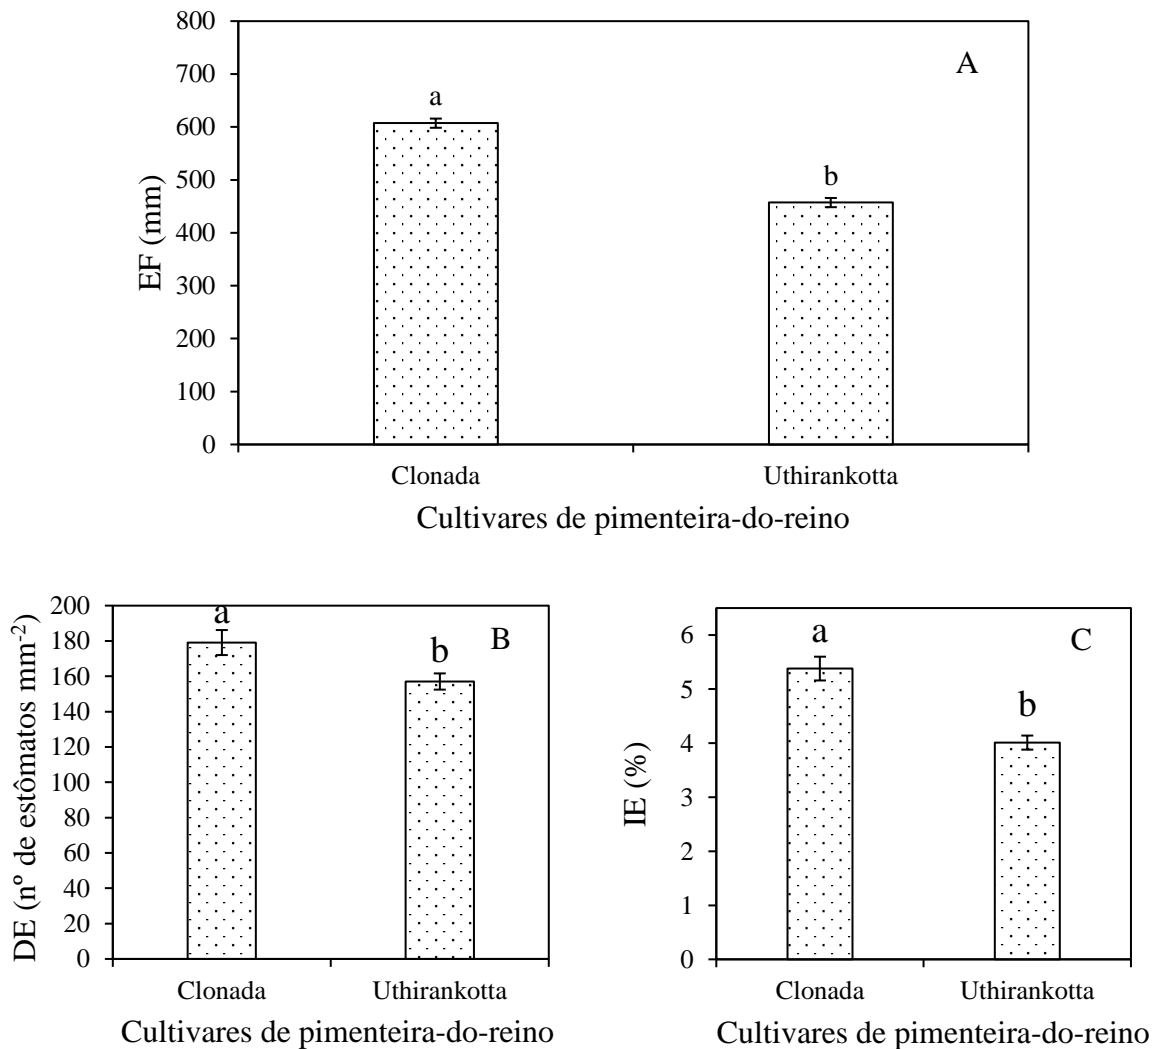 800
700
600
500
400
300
200
100
0
EF (mm)
A
a
b
Clonada Uthirankotta
Cultivares de pimenteira-do-reino
200
180
160
140
120
100
80
60
40
20
0
DE (nº de estômatos mm⁻²)
B
a
b
Clonada Uthirankotta
Cultivares de pimenteira-do-reino
6
5
4
3
2
1
0
IE (%)
C
a
b
Clonada Uthirankotta
Cultivares de pimenteira-do-reino